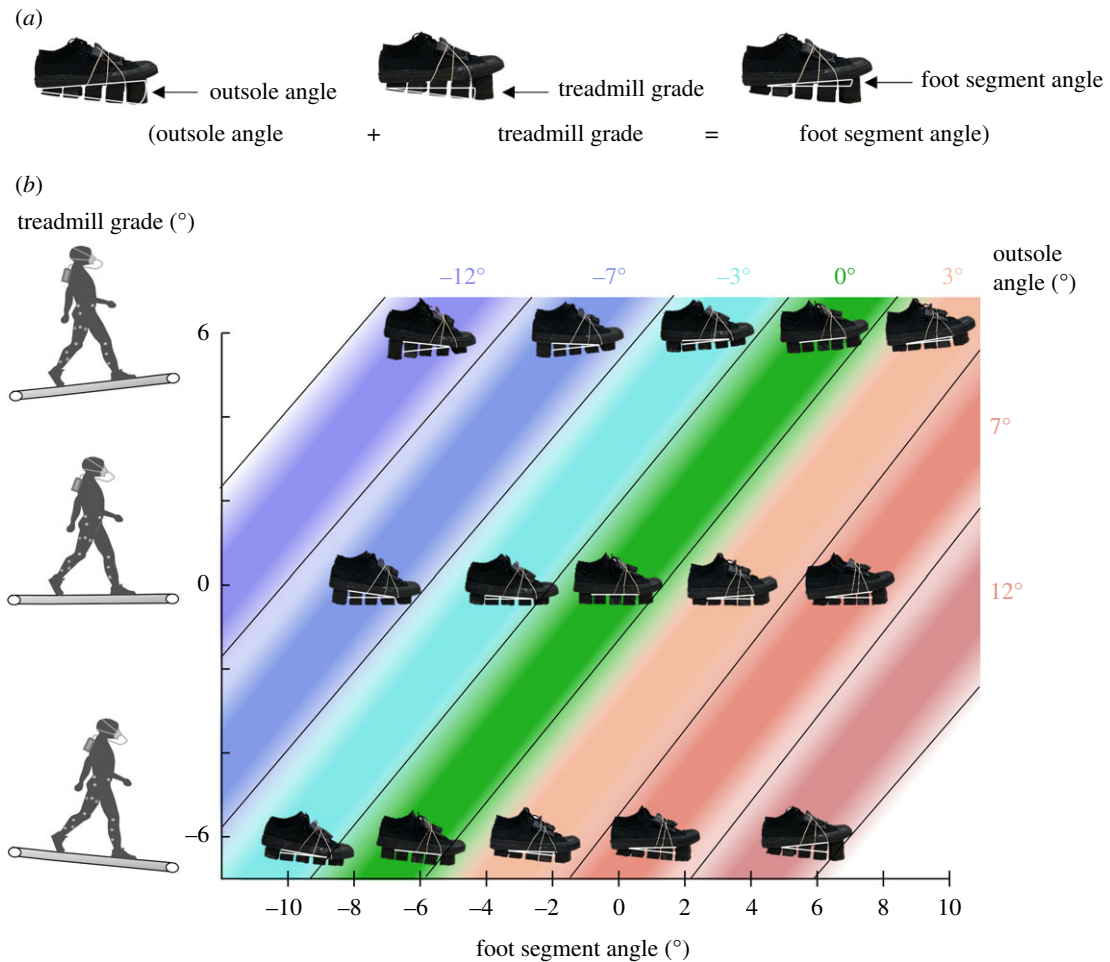 (a)
outsole angle
treadmill grade
foot segment angle
(outsole angle + treadmill grade = foot segment angle)
(b)
treadmill grade (°)
–12° –7° –3° 0° 3°
outsole
angle (°)
6
7°
0
12°
–6
–10 –8 –6 –4 –2 0 2 4 6 8 10
foot segment angle (°)